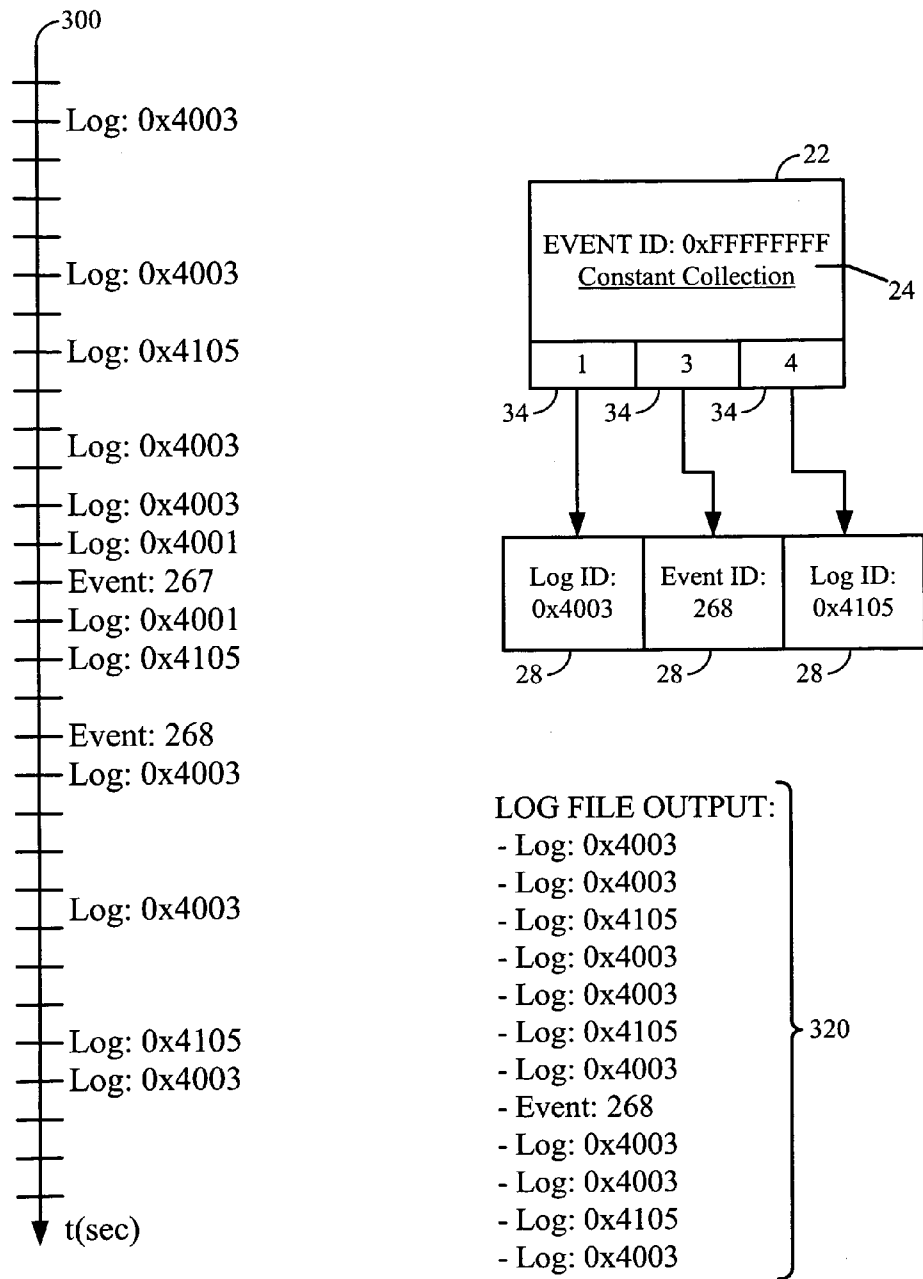 300
Log: 0x4003
Log: 0x4003
Log: 0x4105
Log: 0x4003
Log: 0x4003
Log: 0x4001
Event: 267
Log: 0x4001
Log: 0x4105
Event: 268
Log: 0x4003
Log: 0x4003
Log: 0x4105
Log: 0x4003
t(sec)
22
EVENT ID: 0xFFFFFFFF
Constant Collection
24
1 3 4
34 34 34
Log ID: 0x4003
Event ID: 268
Log ID: 0x4105
28 28 28
LOG FILE OUTPUT:
- Log: 0x4003
- Log: 0x4003
- Log: 0x4105
- Log: 0x4003
- Log: 0x4003
- Log: 0x4105
- Log: 0x4003
- Event: 268
- Log: 0x4003
- Log: 0x4003
- Log: 0x4105
- Log: 0x4003
320